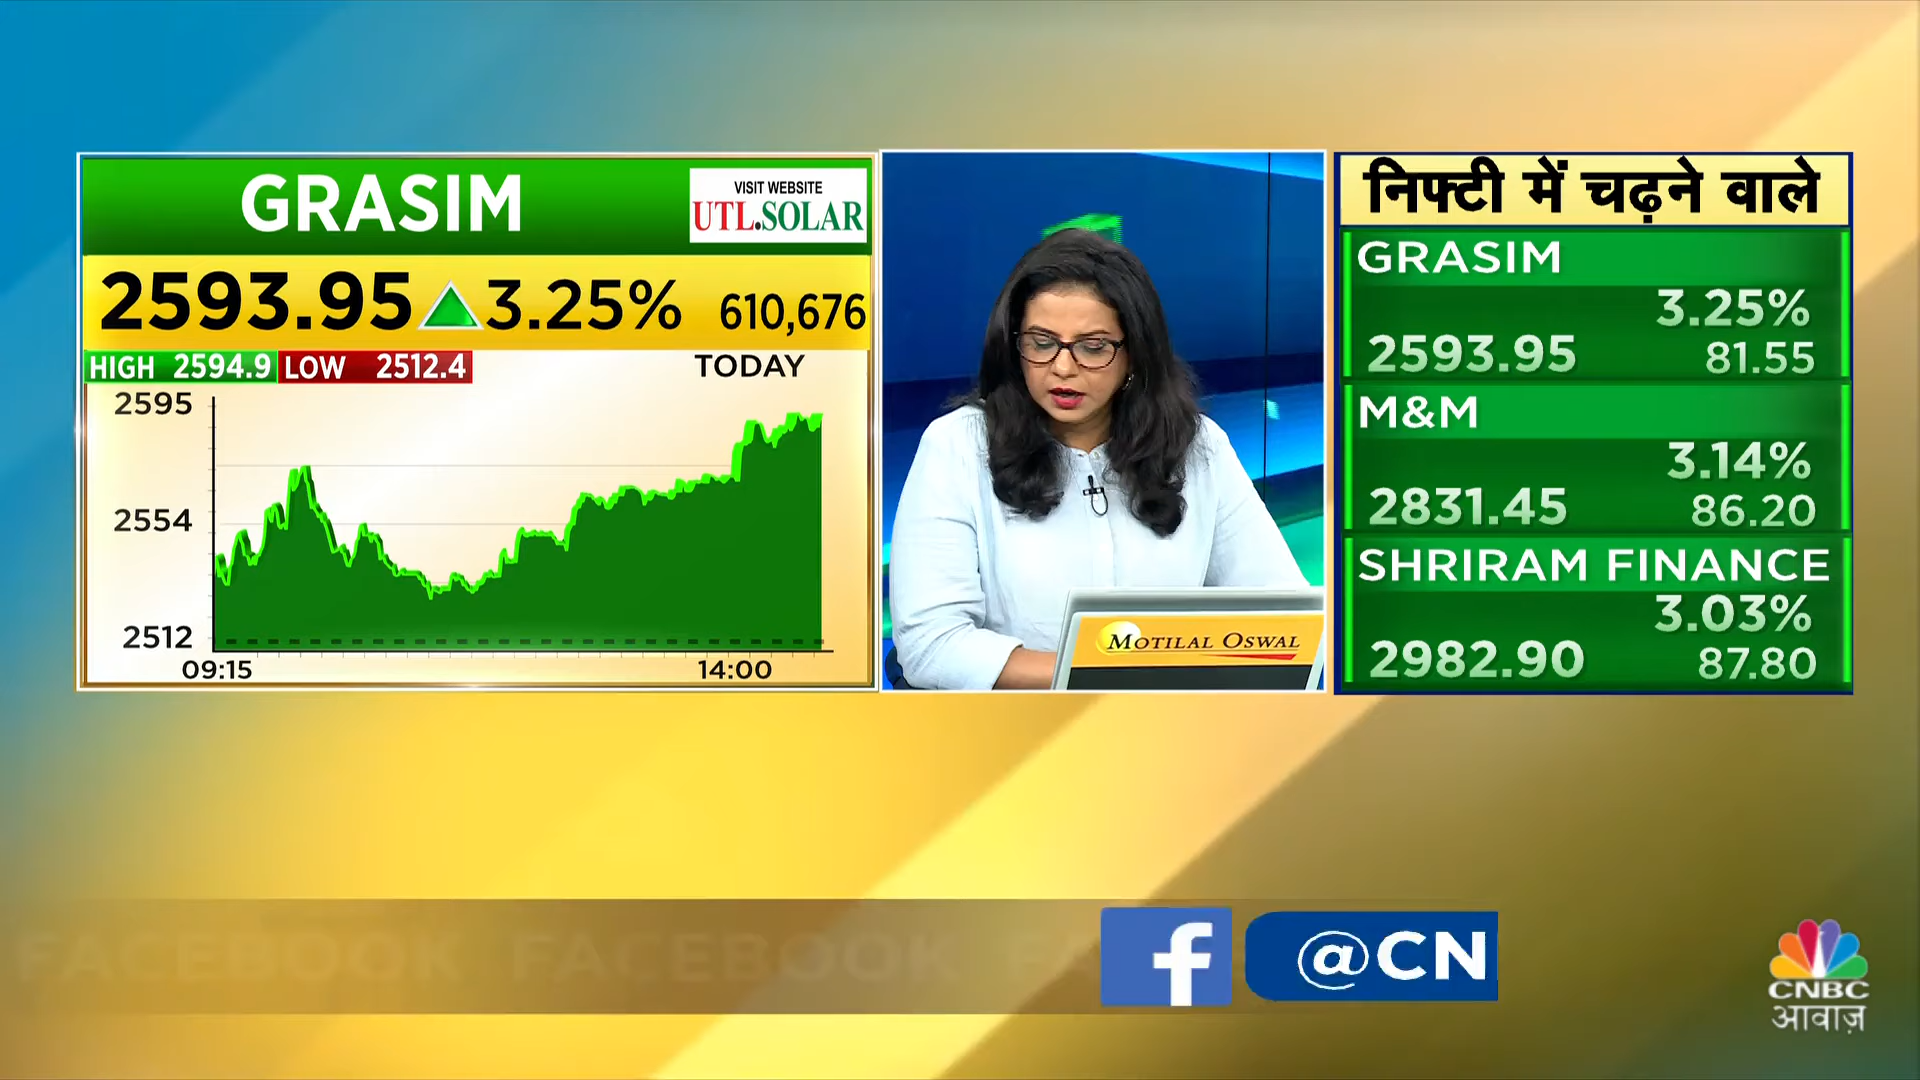 GRASIM
VISIT WEBSITE
UTL.SOLAR
2593.95 3.25% 610,676
HIGH 2594.9 LOW 2512.4 TODAY
2595
2554
2512
09:15 14:00
MOTILAL OSWAL
निफ्टी में चढ़ने वाले
GRASIM
3.25%
2593.95 81.55
M&M
3.14%
2831.45 86.20
SHRIRAM FINANCE
3.03%
2982.90 87.80
FACEBOOK FACEBOOK FA
f @CN
CNBC
आवाज़